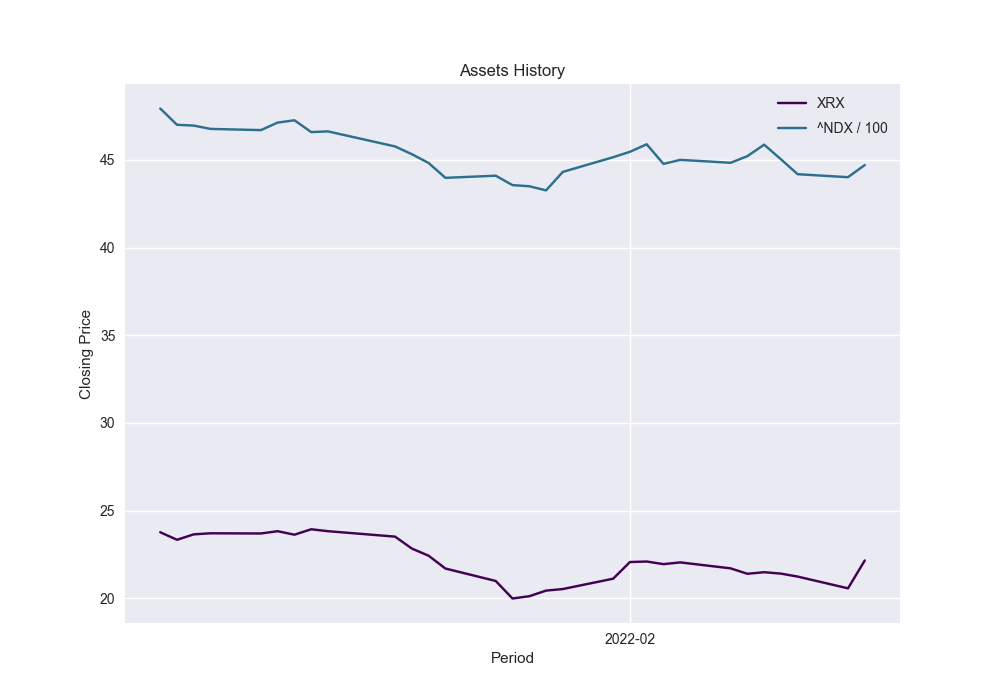 Assets History
XRX
^NDX / 100
45
40
35
30
25
20
Closing Price
2022-02
Period